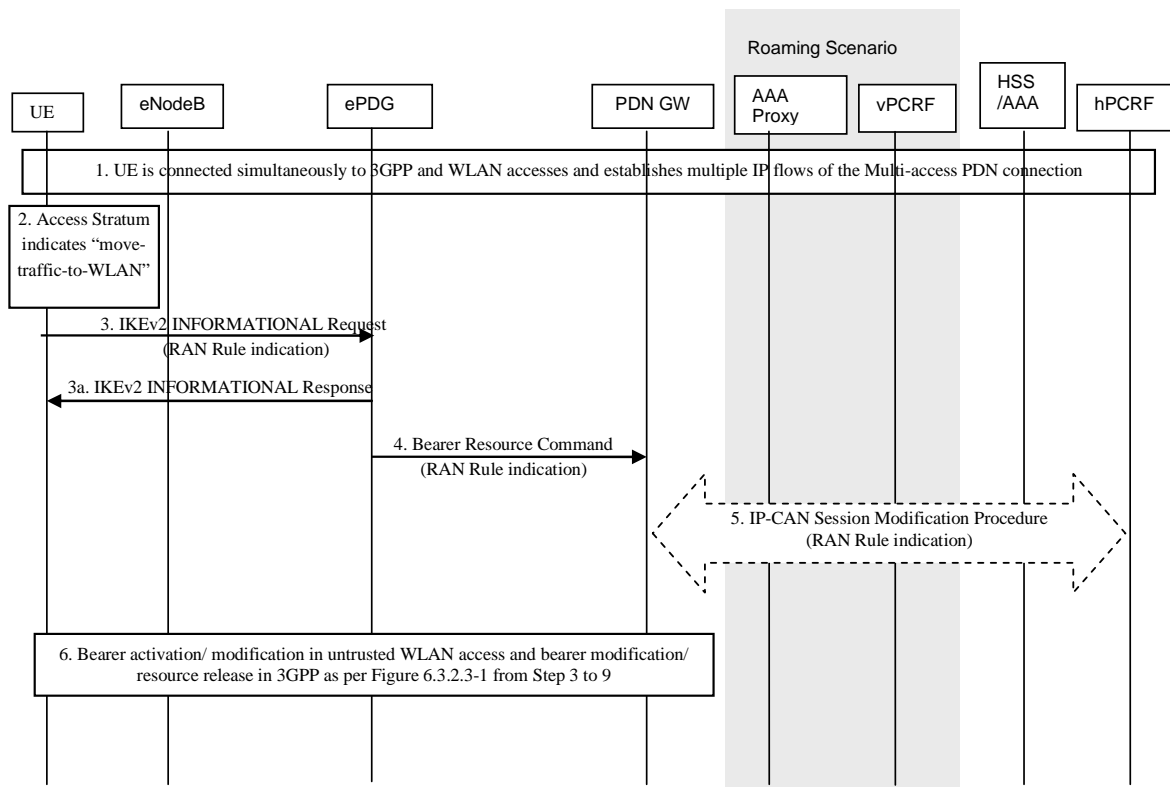 Roaming Scenario
UE
eNodeB
ePDG
PDN GW
AAA
Proxy
vPCRF
HSS
/AAA
hPCRF
1. UE is connected simultaneously to 3GPP and WLAN accesses and establishes multiple IP flows of the Multi-access PDN connection
2. Access Stratum
indicates “move-
traffic-to-WLAN”
3. IKEv2 INFORMATIONAL Request
(RAN Rule indication)
3a. IKEv2 INFORMATIONAL Response
4. Bearer Resource Command
(RAN Rule indication)
5. IP-CAN Session Modification Procedure
(RAN Rule indication)
6. Bearer activation/ modification in untrusted WLAN access and bearer modification/
resource release in 3GPP as per Figure 6.3.2.3-1 from Step 3 to 9